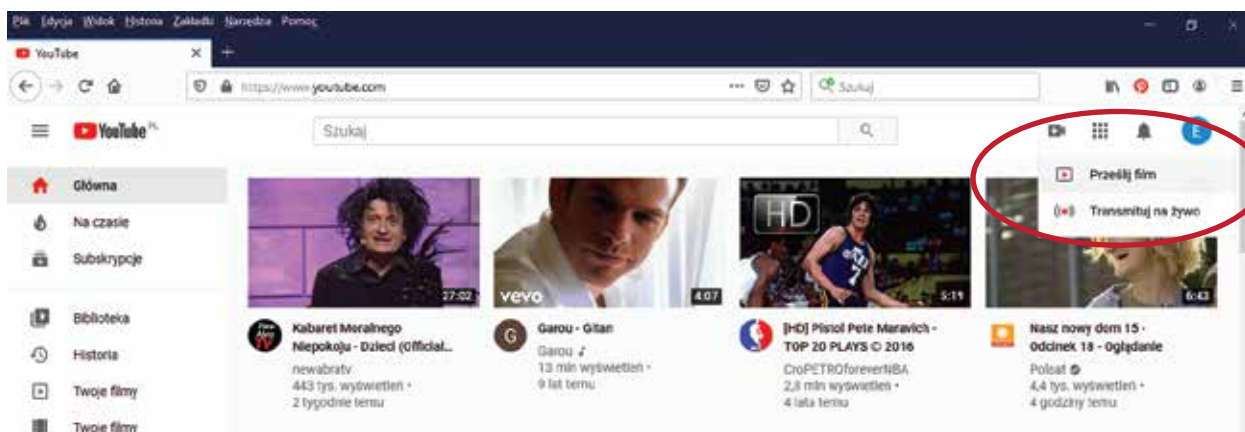 Plik Edycja Widok Historia Zakładki Narzędzia Pomoc
YouTube
https://www.youtube.com
Szukaj
YouTube PL
Szukaj
E
Prześlij film
Transmituj na żywo
Główna
Na czasie
Subskrypcje
Biblioteka
Historia
Twoje filmy
Twoje filmy
27:02
Kabaret Moralnego
Niepokoju - Dzieci (Official...
newabratv
443 tys. wyświetleń •
2 tygodnie temu
vevo
4:07
G
Garou - Gitan
Garou
13 mln wyświetleń •
9 lat temu
HD
7
5:19
[HD] Pistol Pete Maravich -
TOP 20 PLAYS © 2016
CroPETROforeverNBA
2,8 mln wyświetleń •
4 lata temu
6:43
Nasz nowy dom 15 -
Odcinek 18 - Oglądanie
Polsat
4,4 tys. wyświetleń •
4 godziny temu